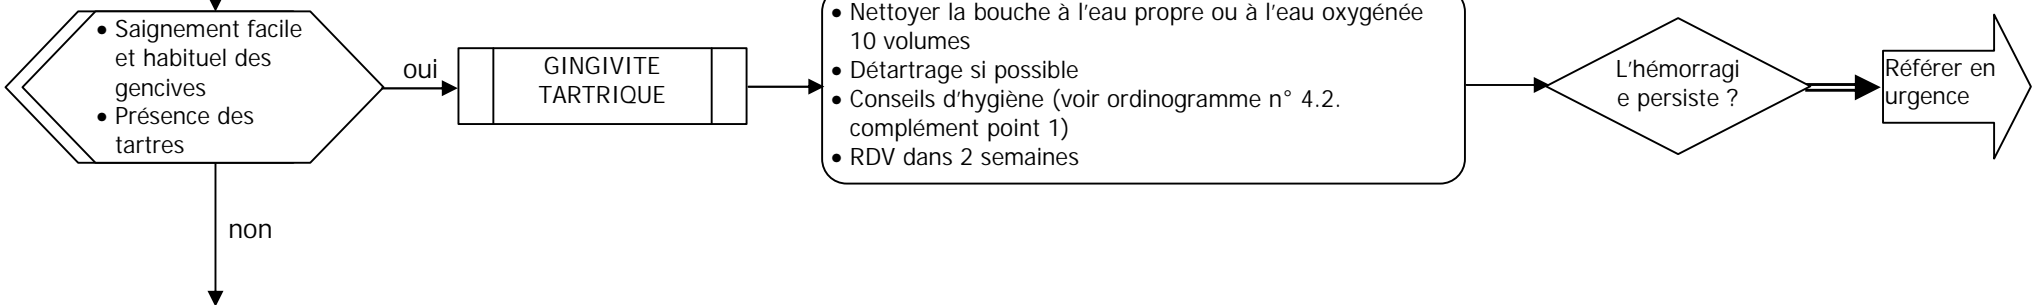 • Saignement facile
et habituel des
gencives
• Présence des
tartres
oui
GINGIVITE
TARTRIQUE
• Nettoyer la bouche à l'eau propre ou à l'eau oxygénée
10 volumes
• Détartrage si possible
• Conseils d'hygiène (voir ordinogramme n° 4.2.
complément point 1)
• RDV dans 2 semaines
L'hémorragi
e persiste ?
Référer en
urgence
non